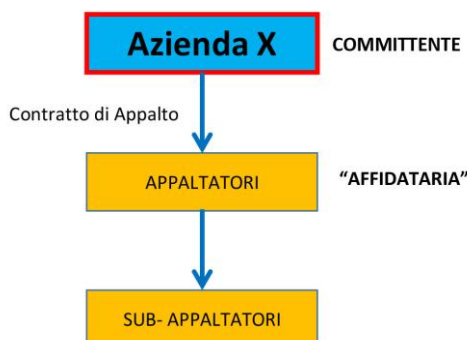 Azienda X
COMMITTENTE
Contratto di Appalto
APPALTATORI
“AFFIDATARIA”
SUB- APPALTATORI